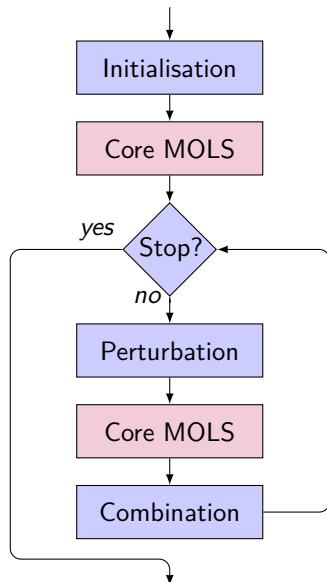 Initialisation
Core MOLS
yes
Stop?
no
Perturbation
Core MOLS
Combination